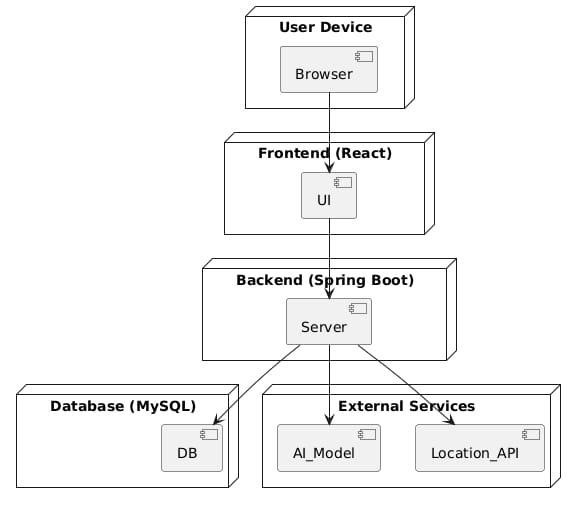 User Device
Browser
Frontend (React)
UI
Backend (Spring Boot)
Server
Database (MySQL)
External Services
DB
AI_Model
Location_API